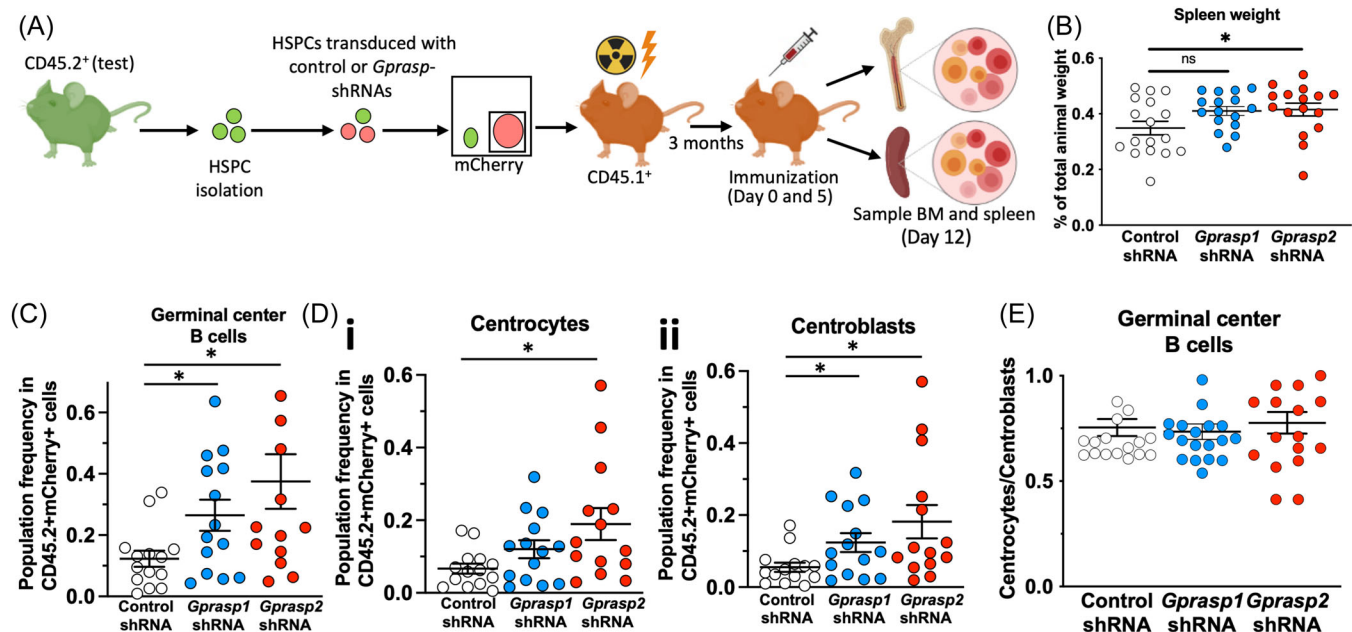 (A)
CD45.2+ (test)
HSPC
isolation
HSPCs transduced with
control or Gprasp-
shRNAs
mCherry
CD45.1+
3 months
Immunization
(Day 0 and 5)
Sample BM and spleen
(Day 12)
(B)
Spleen weight
*
ns
% of total animal weight
0.6
0.4
0.2
0.0
Control
shRNA
Gprasp1
shRNA
Gprasp2
shRNA
(C)
Germinal center
B cells
*
*
Population frequency in
CD45.2+mCherry+ cells
0.6
0.4
0.2
0.0
Control
shRNA
Gprasp1
shRNA
Gprasp2
shRNA
(D)
i
Centrocytes
*
Population frequency in
CD45.2+mCherry+ cells
0.6
0.4
0.2
0.0
Control
shRNA
Gprasp1
shRNA
Gprasp2
shRNA
ii
Centroblasts
*
*
Population frequency in
CD45.2+mCherry+ cells
0.6
0.4
0.2
0.0
Control
shRNA
Gprasp1
shRNA
Gprasp2
shRNA
(E)
Germinal center
B cells
Centrocytes/Centroblasts
1.0
0.5
0.0
Control
shRNA
Gprasp1
shRNA
Gprasp2
shRNA